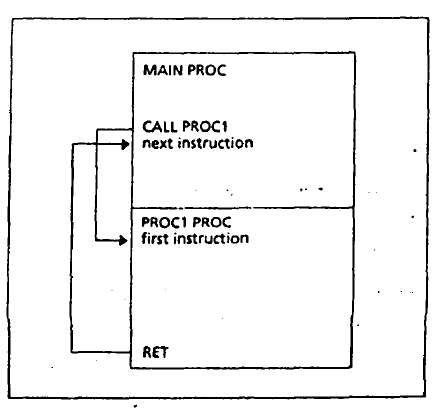 MAIN PROC
CALL PROC1
next instruction
PROC1 PROC
first instruction
RET